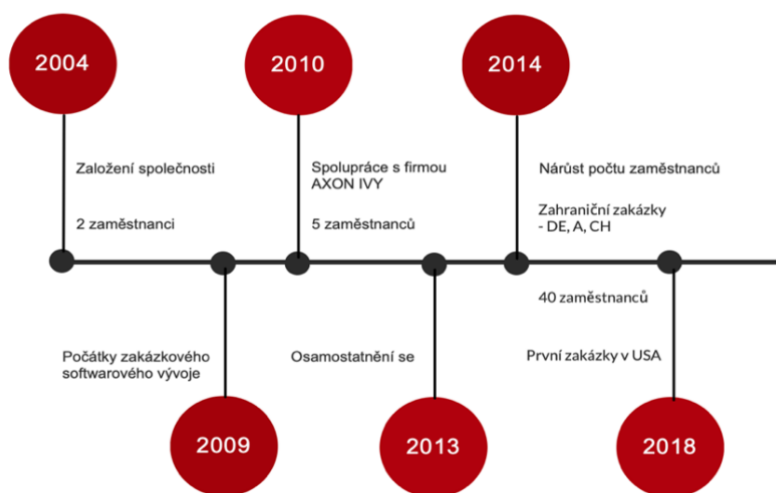 2004
Založení společnosti
2 zaměstnanci
2010
Spolupráce s firmou
AXON IVY
5 zaměstnanců
2014
Nárůst počtu zaměstnanců
Zahraniční zakázky
- DE, A, CH
Počátky zakázkového
softwarového vývoje
2009
Osamostatnění se
2013
40 zaměstnanců
První zakázky v USA
2018